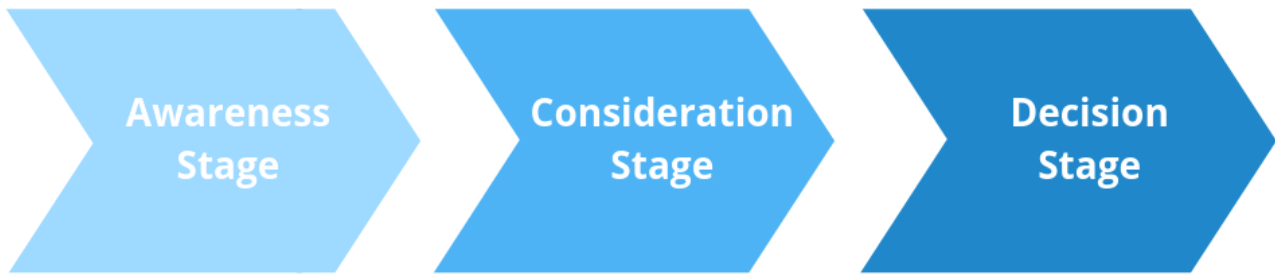 Awareness
Stage
Consideration
Stage
Decision
Stage